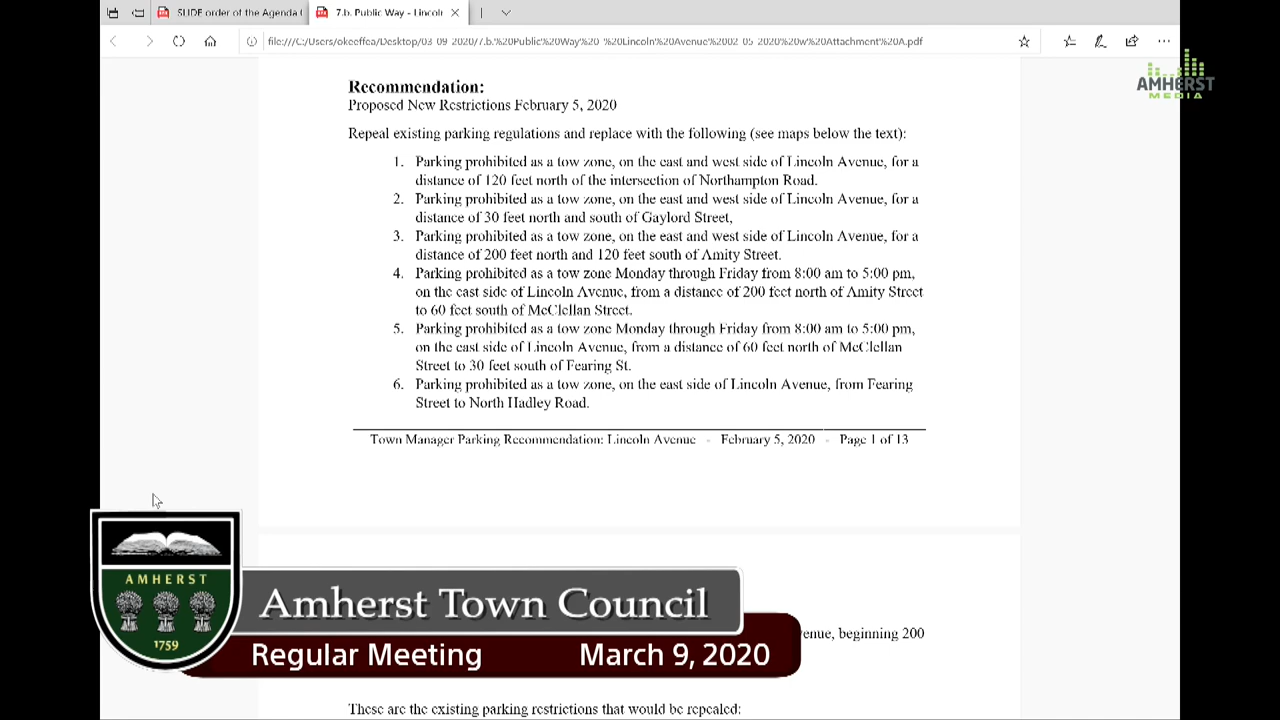 SLIDE order of the Agenda
7.b. Public Way - Lincoln
file:///C:/Users/okeeffea/Desktop/03_09_2020/7.b.%20Public%20Way%20-%20Lincoln%20Avenue%2002_05_2020%20w%20Attachment%20A.pdf
AMHERST
MEDIA
Recommendation:
Proposed New Restrictions February 5, 2020
Repeal existing parking regulations and replace with the following (see maps below the text):
1. Parking prohibited as a tow zone, on the east and west side of Lincoln Avenue, for a
distance of 120 feet north of the intersection of Northampton Road.
2. Parking prohibited as a tow zone, on the east and west side of Lincoln Avenue, for a
distance of 30 feet north and south of Gaylord Street,
3. Parking prohibited as a tow zone, on the east and west side of Lincoln Avenue, for a
distance of 200 feet north and 120 feet south of Amity Street.
4. Parking prohibited as a tow zone Monday through Friday from 8:00 am to 5:00 pm,
on the east side of Lincoln Avenue, from a distance of 200 feet north of Amity Street
to 60 feet south of McClellan Street.
5. Parking prohibited as a tow zone Monday through Friday from 8:00 am to 5:00 pm,
on the east side of Lincoln Avenue, from a distance of 60 feet north of McClellan
Street to 30 feet south of Fearing St.
6. Parking prohibited as a tow zone, on the east side of Lincoln Avenue, from Fearing
Street to North Hadley Road.
Town Manager Parking Recommendation: Lincoln Avenue - February 5, 2020 - Page 1 of 13
AMHERST
1759
Amherst Town Council
Regular Meeting March 9, 2020
venue, beginning 200
These are the existing parking restrictions that would be repealed: